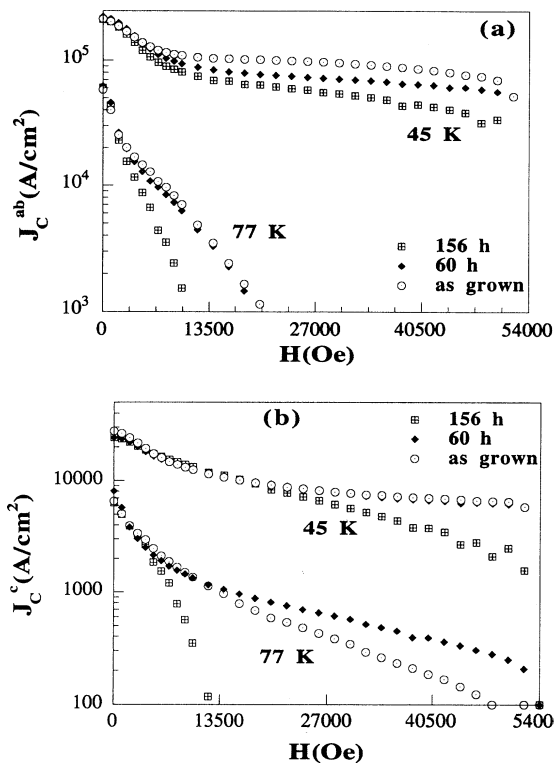 (a)
10^5
10^4
10^3
J_C^ab(A/cm^2)
45 K
77 K
156 h
60 h
as grown
0
13500
27000
40500
54000
H(Oe)
(b)
156 h
60 h
as grown
10000
1000
100
J_C^c(A/cm^2)
45 K
77 K
0
13500
27000
40500
5400
H(Oe)